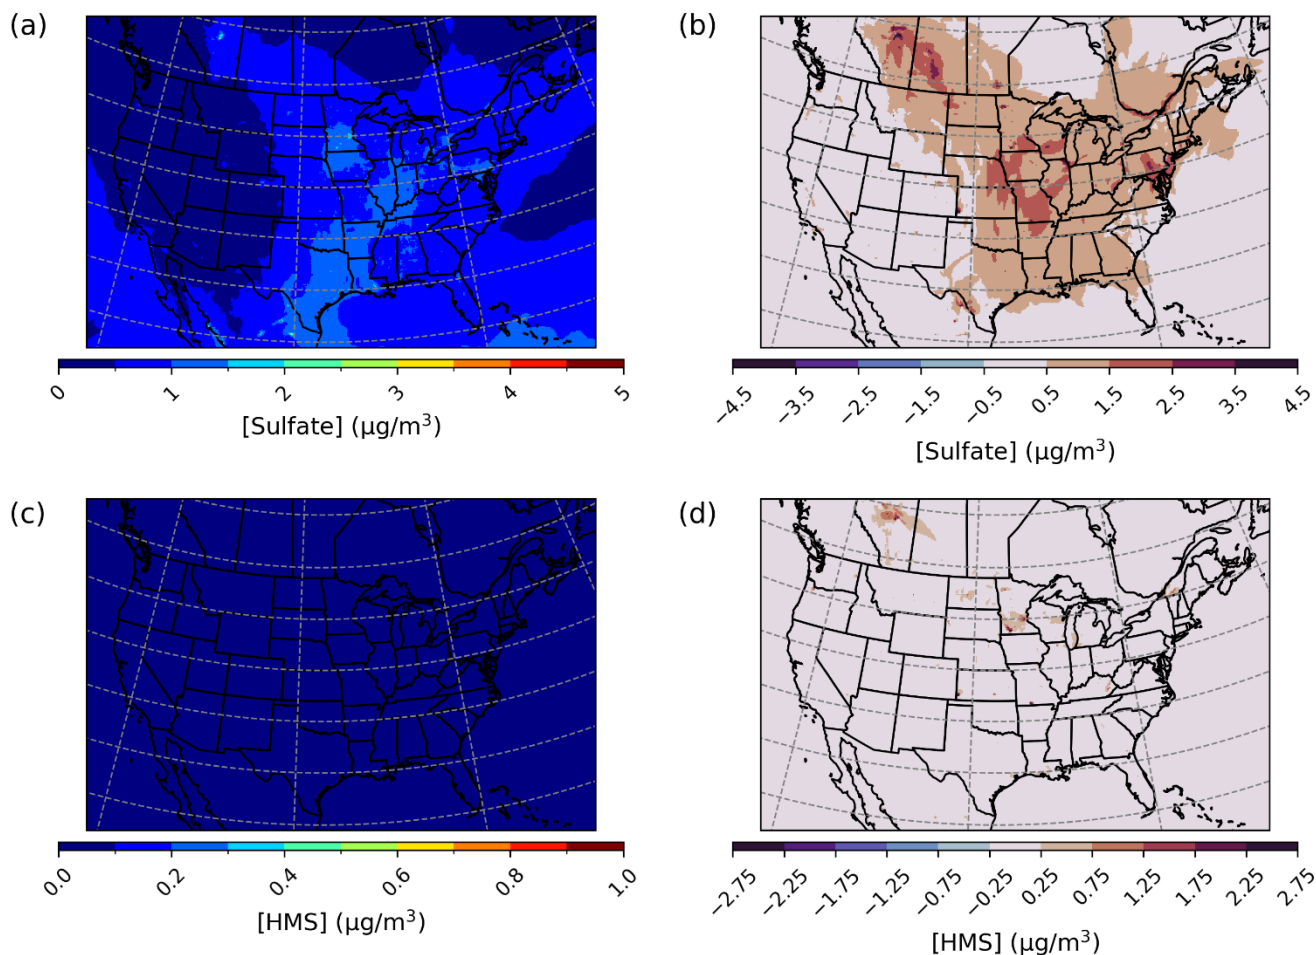 (a)
(b)
0 1 2 3 4 5
[Sulfate] (μg/m³)
−4.5 −3.5 −2.5 −1.5 −0.5 0.5 1.5 2.5 3.5 4.5
[Sulfate] (μg/m³)
(c)
(d)
0.0 0.2 0.4 0.6 0.8 1.0
[HMS] (μg/m³)
−2.75 −2.25 −1.75 −1.25 −0.75 −0.25 0.25 0.75 1.25 1.75 2.25 2.75
[HMS] (μg/m³)